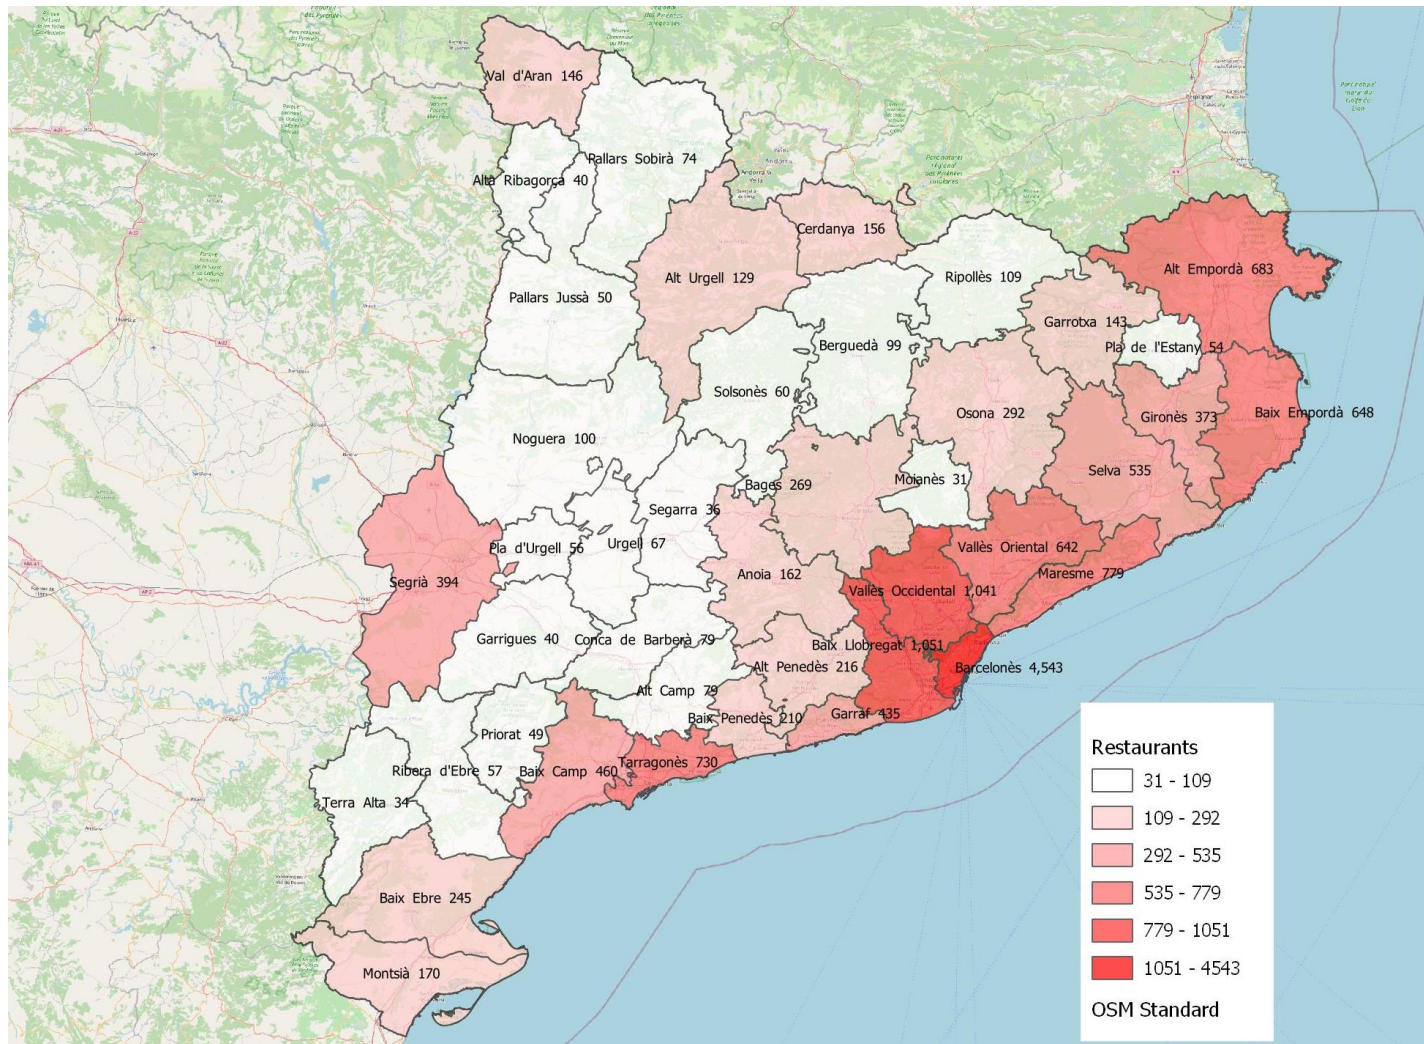 Val d'Aran 146
Pallars Sobirà 74
Alta Ribagorça 40
Cerdanya 156
Alt Urgell 129
Ripollès 109
Alt Empordà 683
Pallars Jussà 50
Garrotxa 143
Berguedà 99
Pla de l'Estany 54
Solsonès 60
Osona 292
Gironès 373
Baix Empordà 648
Noguera 100
Selva 535
Bages 269
Moianès 31
Segarra 36
Pla d'Urgell 56
Urgell 67
Vallès Oriental 642
Segrià 394
Anoia 162
Maresme 779
Vallès Occidental 1,041
Garrigues 40
Conca de Barberà 79
Baix Llobregat 1,051
Alt Penedès 216
Barcelonès 4,543
Alt Camp 79
Baix Penedès 210
Garraf 435
Priorat 49
Ribera d'Ebre 57
Baix Camp 460
Tarragonès 730
Terra Alta 34
Baix Ebre 245
Montsià 170
Restaurants
31 - 109
109 - 292
292 - 535
535 - 779
779 - 1051
1051 - 4543
OSM Standard